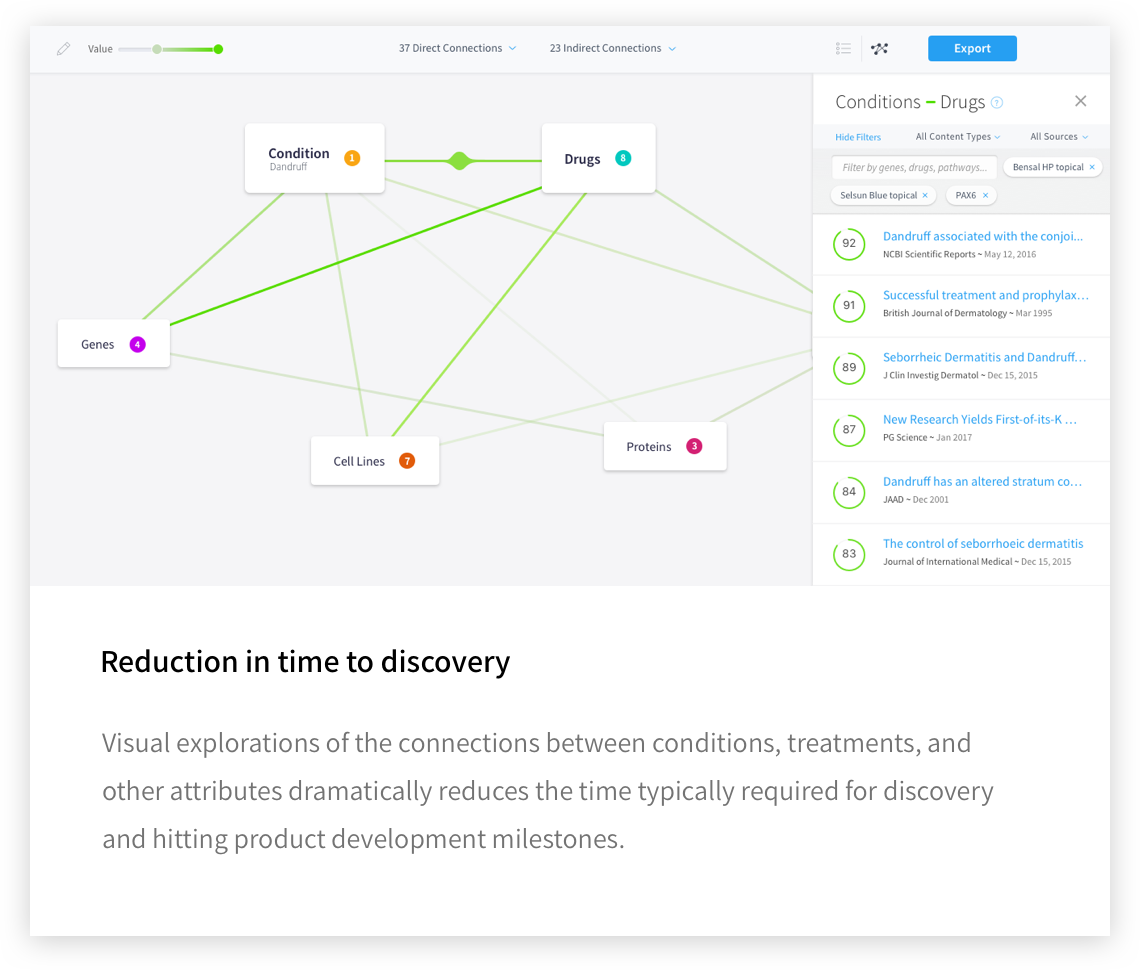 Value
37 Direct Connections
23 Indirect Connections
Export
Conditions – Drugs ?
Hide Filters
All Content Types
All Sources
Filter by genes, drugs, pathways...
Bensal HP topical ×
Selsun Blue topical ×
PAX6 ×
Condition 1
Dandruff
Drugs 8
Genes 4
Cell Lines 7
Proteins 3
92
Dandruff associated with the conjoi...
NCBI Scientific Reports ~ May 12, 2016
91
Successful treatment and prophylax...
British Journal of Dermatology ~ Mar 1995
89
Seborrheic Dermatitis and Dandruff...
J Clin Investig Dermatol ~ Dec 15, 2015
87
New Research Yields First-of-its-K ...
PG Science ~ Jan 2017
84
Dandruff has an altered stratum co...
JAAD ~ Dec 2001
83
The control of seborrhoeic dermatitis
Journal of International Medical ~ Dec 15, 2015
Reduction in time to discovery
Visual explorations of the connections between conditions, treatments, and
other attributes dramatically reduces the time typically required for discovery
and hitting product development milestones.